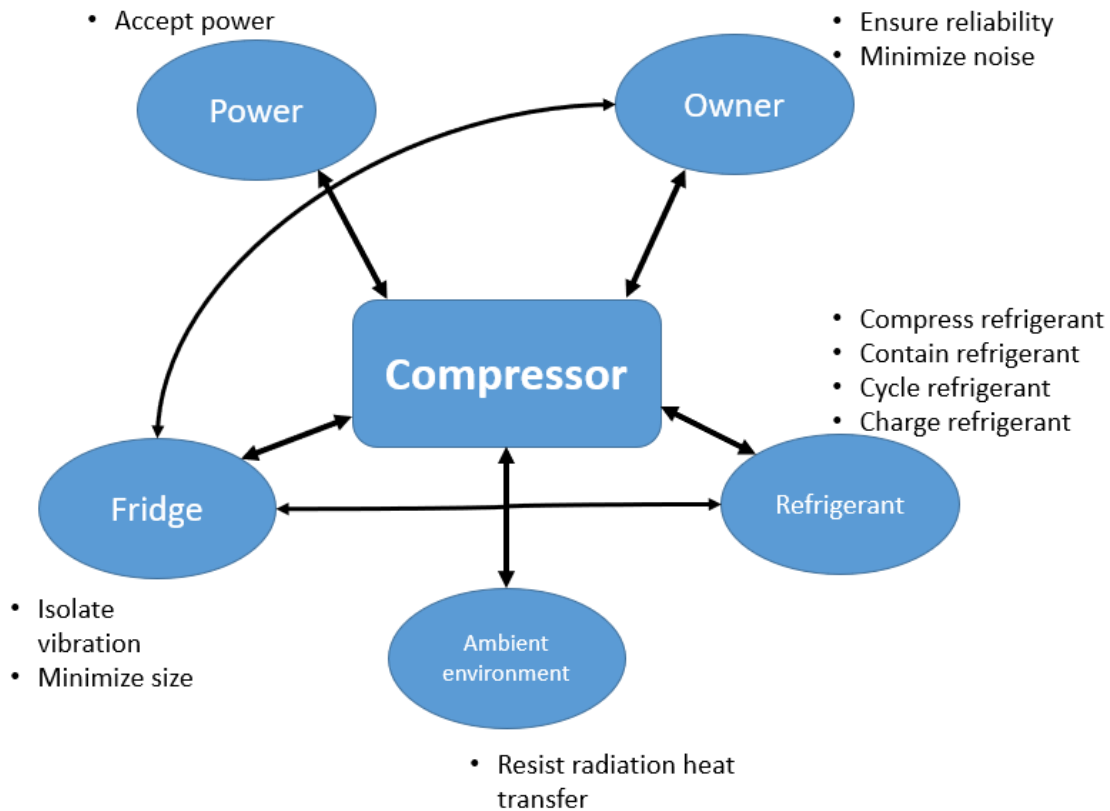 • Accept power
• Ensure reliability
• Minimize noise
Power
Owner
Compressor
• Compress refrigerant
• Contain refrigerant
• Cycle refrigerant
• Charge refrigerant
Fridge
Refrigerant
• Isolate
vibration
• Minimize size
Ambient
environment
• Resist radiation heat
transfer